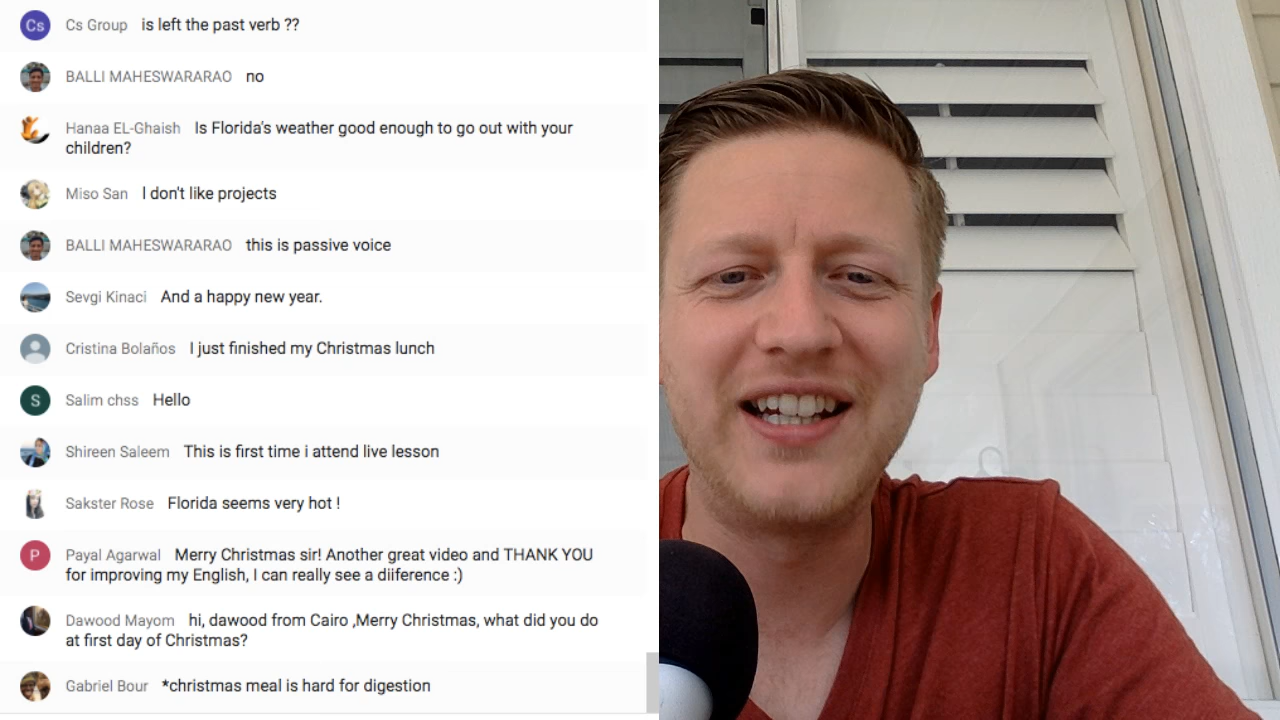 Cs Cs Group is left the past verb ??
BALLI MAHESWARARAO no
Hanaa EL-Ghaish Is Florida's weather good enough to go out with your
children?
Miso San I don't like projects
BALLI MAHESWARARAO this is passive voice
Sevgi Kinaci And a happy new year.
Cristina Bolaños I just finished my Christmas lunch
S Salim chss Hello
Shireen Saleem This is first time i attend live lesson
Sakster Rose Florida seems very hot !
P Payal Agarwal Merry Christmas sir! Another great video and THANK YOU
for improving my English, I can really see a diifference :)
Dawood Mayom hi, dawood from Cairo ,Merry Christmas, what did you do
at first day of Christmas?
Gabriel Bour *christmas meal is hard for digestion